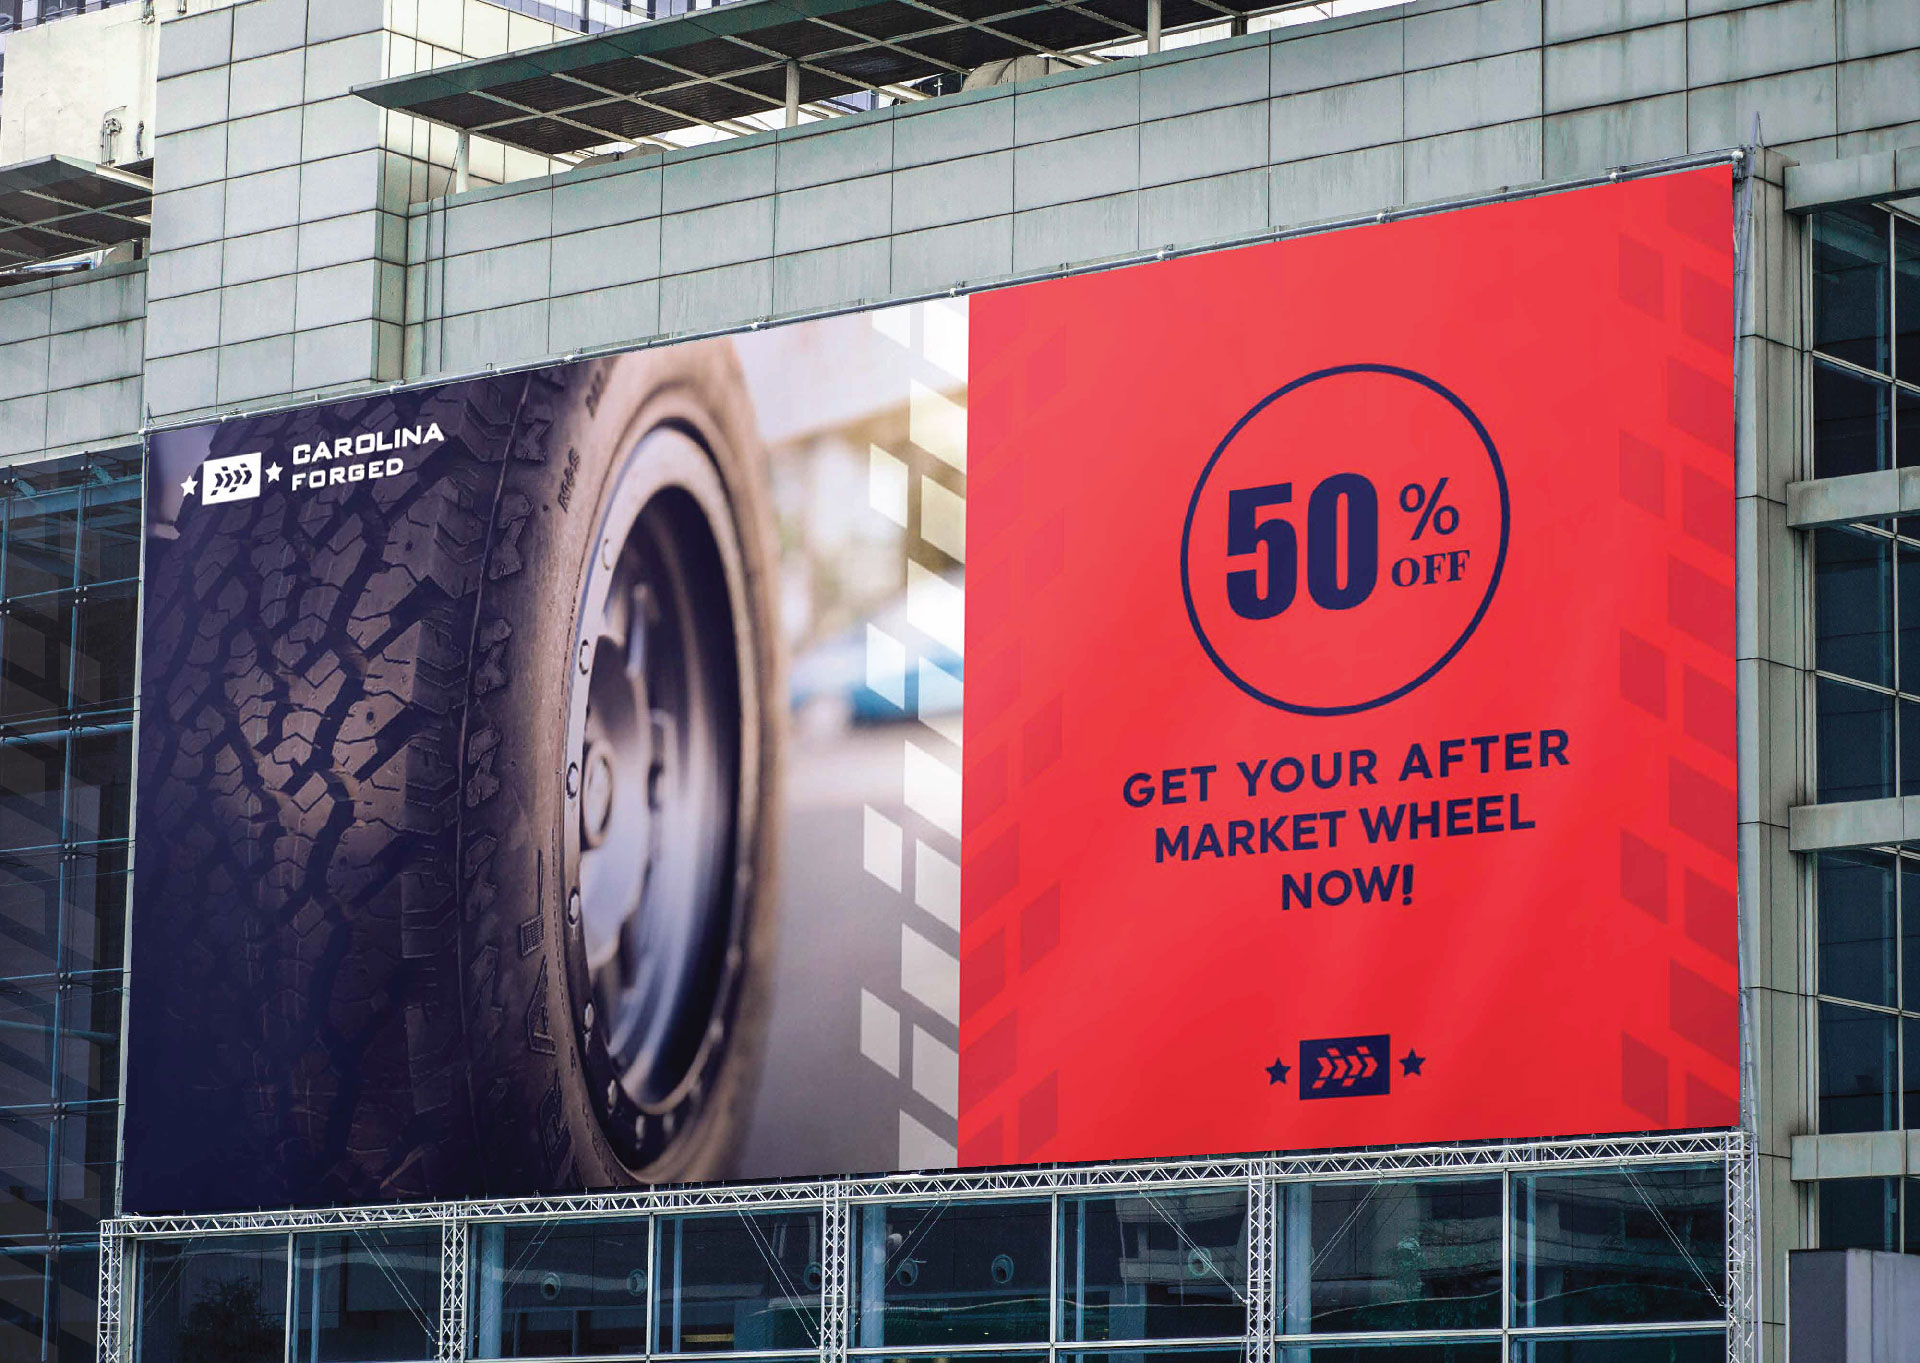 CAROLINA
FORGED
M&S
50 %
OFF
GET YOUR AFTER
MARKET WHEEL
NOW!